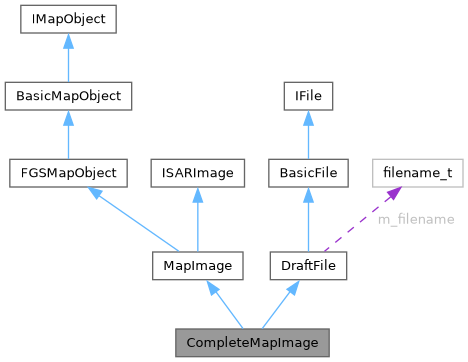 IMapObject
BasicMapObject
IFile
FGSMapObject
ISARImage
BasicFile
filename_t
m_filename
MapImage
DraftFile
CompleteMapImage